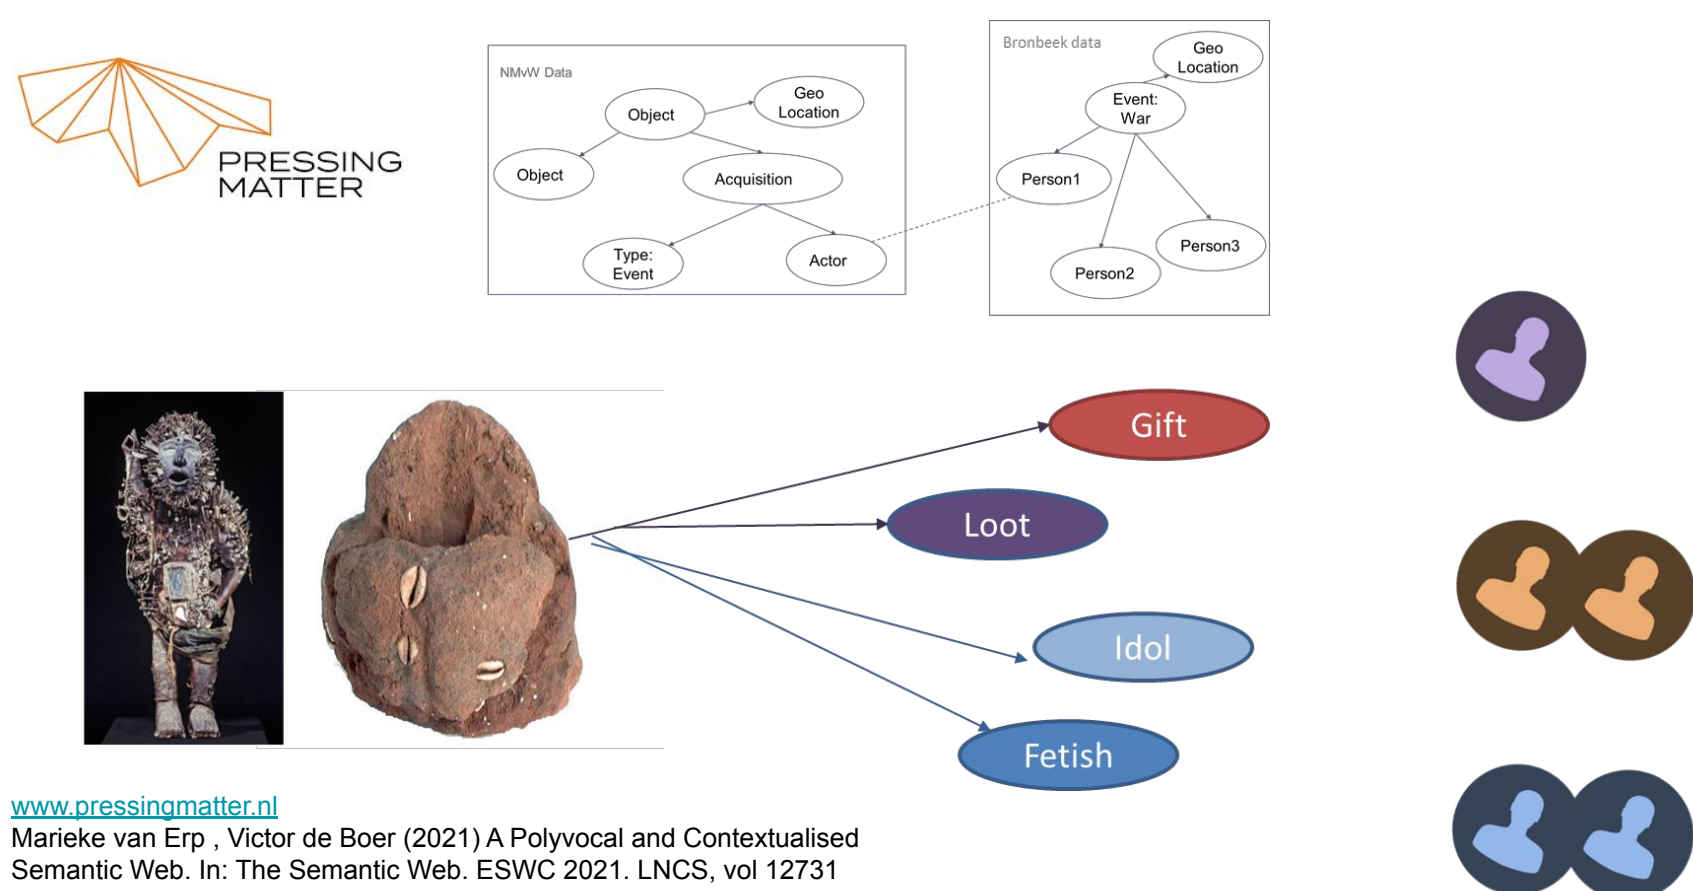 PRESSING
MATTER
NMvW Data
Object
Geo
Location
Object
Acquisition
Type:
Event
Actor
Bronbeek data
Geo
Location
Event:
War
Person1
Person2
Person3
Gift
Loot
Idol
Fetish
www.pressingmatter.nl
Marieke van Erp , Victor de Boer (2021) A Polyvocal and Contextualised
Semantic Web. In: The Semantic Web. ESWC 2021. LNCS, vol 12731